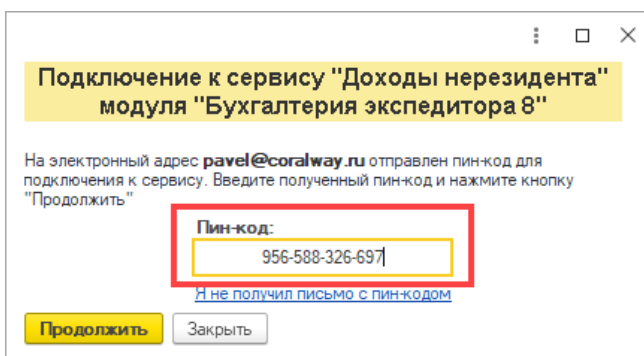 Подключение к сервису "Доходы нерезидента"
модуля "Бухгалтерия экспедитора 8"
На электронный адрес pavel@coralway.ru отправлен пин-код для
подключения к сервису. Введите полученный пин-код и нажмите кнопку
"Продолжить"
Пин-код:
956-588-326-697
Я не получил письмо с пин-кодом
Продолжить Закрыть